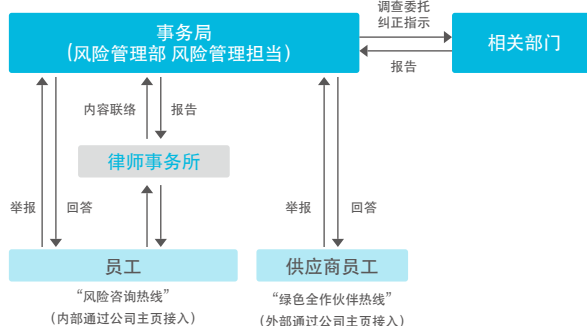 调查委托
纠正指示
事务局
(风险管理部 风险管理担当)
相关部门
报告
内容联络
报告
律师事务所
举报
回答
举报
回答
员工
供应商员工
“风险咨询热线”
(内部通过公司主页接入)
“绿色全作伙伴热线”
(外部通过公司主页接入)